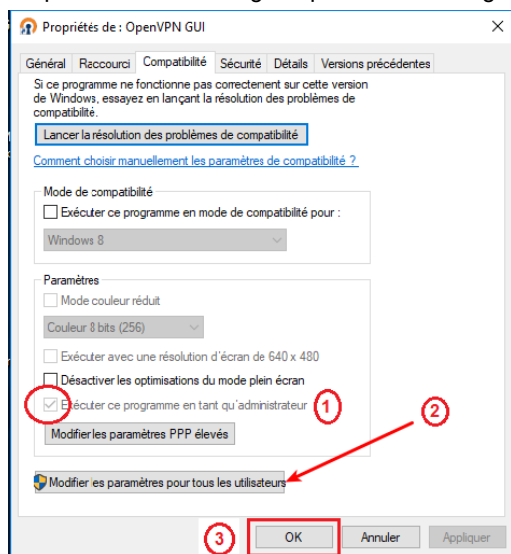 Propriétés de : OpenVPN GUI
Général Raccourci Compatibilité Sécurité Détails Versions précédentes
Si ce programme ne fonctionne pas correctement sur cette version
de Windows, essayez en lançant la résolution des problèmes de
compatibilité.
Lancer la résolution des problèmes de compatibilité
Comment choisir manuellement les paramètres de compatibilité ?
Mode de compatibilité
Exécuter ce programme en mode de compatibilité pour :
Windows 8
Paramètres
Mode couleur réduit
Couleur 8 bits (256)
Exécuter avec une résolution d'écran de 640 x 480
Désactiver les optimisations du mode plein écran
Exécuter ce programme en tant qu'administrateur 1
Modifier les paramètres PPP élevés
2
Modifier les paramètres pour tous les utilisateurs
3 OK Annuler Appliquer